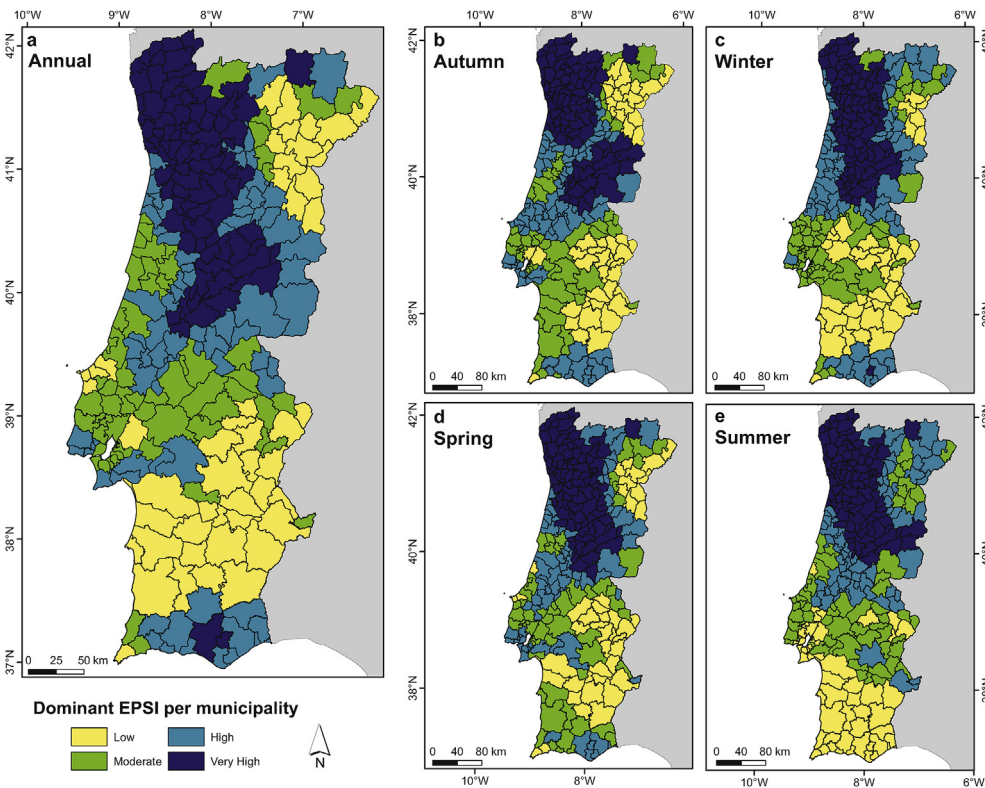 10°W 9°W 8°W 7°W
10°W 8°W 6°W
10°W 8°W 6°W
a
Annual
42°N
41°N
40°N
39°N
38°N
37°N
0 25 50 km
b
Autumn
42°N
40°N
38°N
0 40 80 km
c
Winter
0 40 80 km
d
Spring
42°N
40°N
38°N
0 40 80 km
10°W 8°W
e
Summer
0 40 80 km
10°W 8°W 6°W
Dominant EPSI per municipality
Low High
Moderate Very High
N